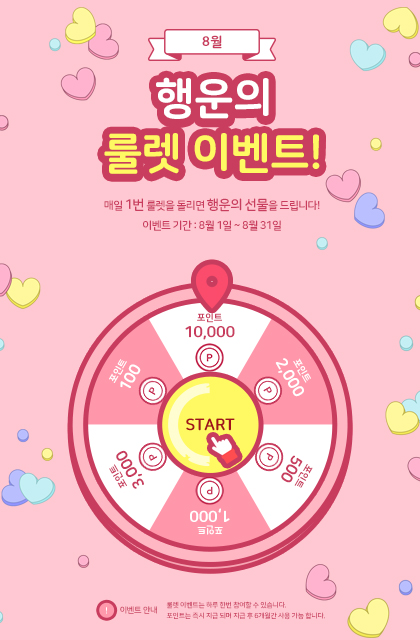 8월
행운의
룰렛 이벤트!
매일 1번 룰렛을 돌리면 행운의 선물을 드립니다!
이벤트 기간 : 8월 1일 ~ 8월 31일
포인트
10,000
P
포인트
2,000
P
포인트
500
P
포인트
1,000
P
포인트
3,000
P
포인트
100
P
START
! 이벤트 안내
룰렛 이벤트는 하루 한번 참여할 수 있습니다.
포인트는 즉시 지급 되며 지급 후 6개월간 사용 가능 합니다.